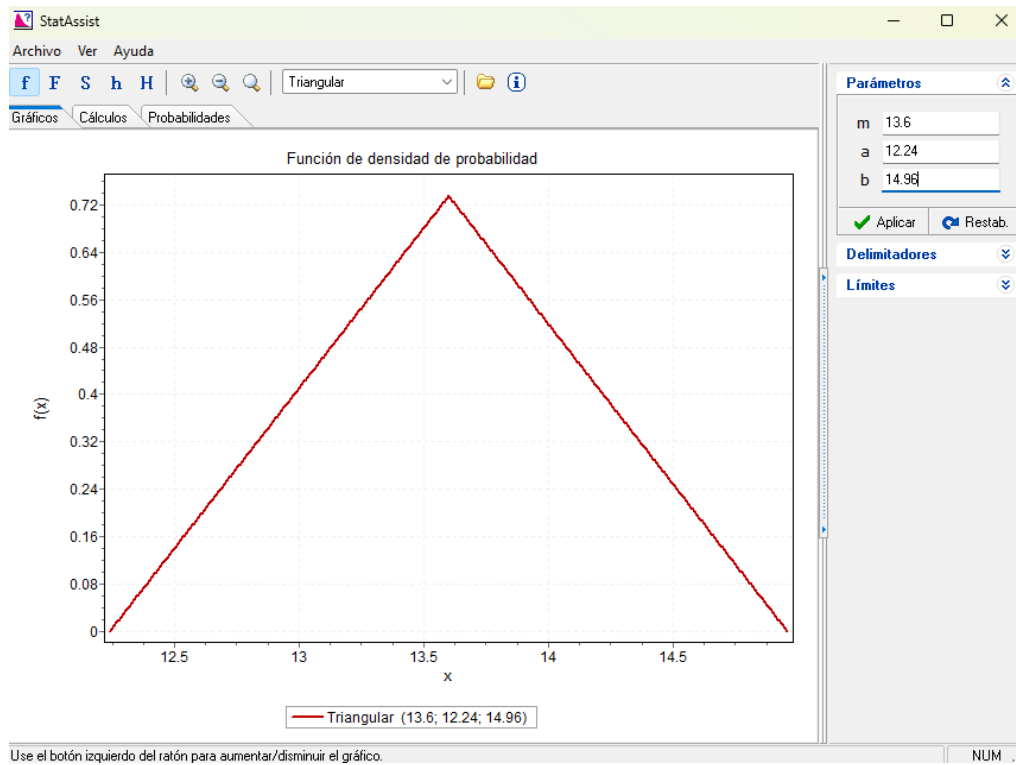 StatAssist
Archivo Ver Ayuda
f F S h H Triangular
Gráficos Cálculos Probabilidades
Función de densidad de probabilidad
0.72
0.64
0.56
0.48
0.4
0.32
0.24
0.16
0.08
0
f(x)
12.5 13 13.5 14 14.5
x
Triangular (13.6; 12.24; 14.96)
Parámetros
m 13.6
a 12.24
b 14.96
Aplicar Restab.
Delimitadores
Límites
Use el botón izquierdo del ratón para aumentar/disminuir el gráfico.
NUM